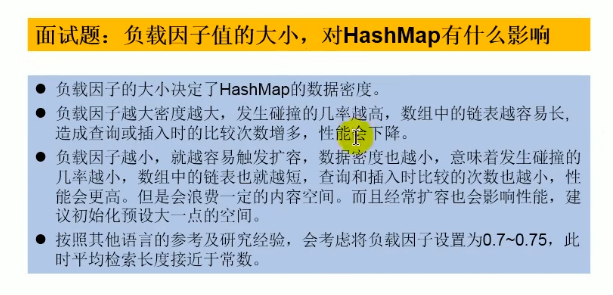 面试题：负载因子值的大小，对HashMap有什么影响
● 负载因子的大小决定了HashMap的数据密度。
● 负载因子越大密度越大，发生碰撞的几率越高，数组中的链表越容易长,
造成查询或插入时的比较次数增多，性能会下降。
● 负载因子越小，就越容易触发扩容，数据密度也越小，意味着发生碰撞的
几率越小，数组中的链表也就越短，查询和插入时比较的次数也越小，性
能会更高。但是会浪费一定的内容空间。而且经常扩容也会影响性能，建
议初始化预设大一点的空间。
● 按照其他语言的参考及研究经验，会考虑将负载因子设置为0.7~0.75，此
时平均检索长度接近于常数。